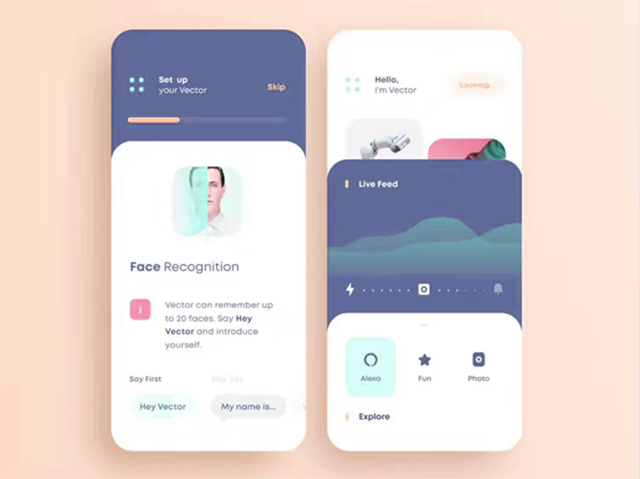 Set up
your Vector
Skip
Face Recognition
i
Vector can remember up
to 20 faces. Say Hey
Vector and introduce
yourself.
Say First
Also Say
Hey Vector
My name is...
Hello,
I'm Vector
Looking...
Live Feed
Alexa
Fun
Photo
Explore